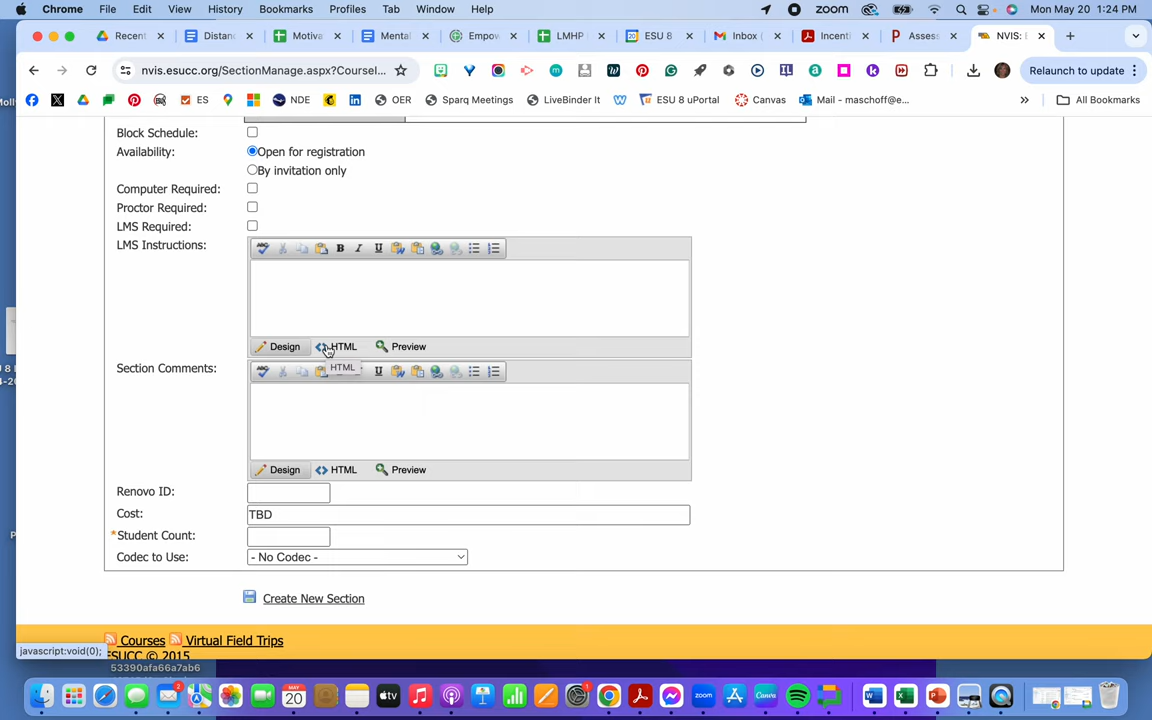 Chrome File Edit View History Bookmarks Profiles Tab Window Help zoom Mon May 20 1:24 PM
Recent Distan Motiva Mental Empow LMHP ESU 8 Inbox ( Incenti Assess NVIS: E
nvis.esucc.org/SectionManage.aspx?Coursel... Relaunch to update
ES NDE OER Sparq Meetings LiveBinder It ESU 8 uPortal Canvas Mail - maschoff@e... » All Bookmarks
Block Schedule:
Availability: Open for registration
By invitation only
Computer Required:
Proctor Required:
LMS Required:
LMS Instructions: ABC B I U
Design HTML Preview
HTML
Section Comments: ABC U
Design HTML Preview
Renovo ID:
Cost: TBD
*Student Count:
Codec to Use: - No Codec -
Create New Section
Courses Virtual Field Trips
javascript:void(0);
ESUCC © 2015
53390afa66a7ab6